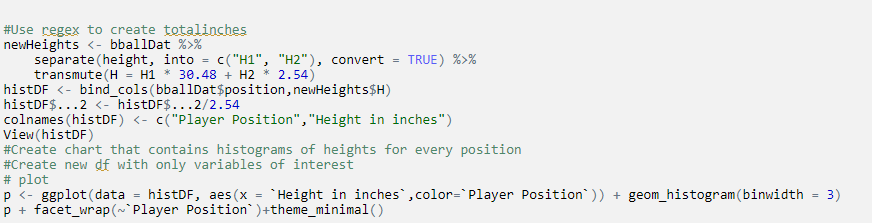 #Use regex to create totalinches
newHeights <- bballDat %>%
    separate(height, into = c("H1", "H2"), convert = TRUE) %>%
    transmute(H = H1 * 30.48 + H2 * 2.54)
histDF <- bind_cols(bballDat$position,newHeights$H)
histDF$...2 <- histDF$...2/2.54
colnames(histDF) <- c("Player Position","Height in inches")
View(histDF)
#Create chart that contains histograms of heights for every position
#Create new df with only variables of interest
# plot
p <- ggplot(data = histDF, aes(x = `Height in inches`,color=`Player Position`)) + geom_histogram(binwidth = 3)
p + facet_wrap(~`Player Position`)+theme_minimal()